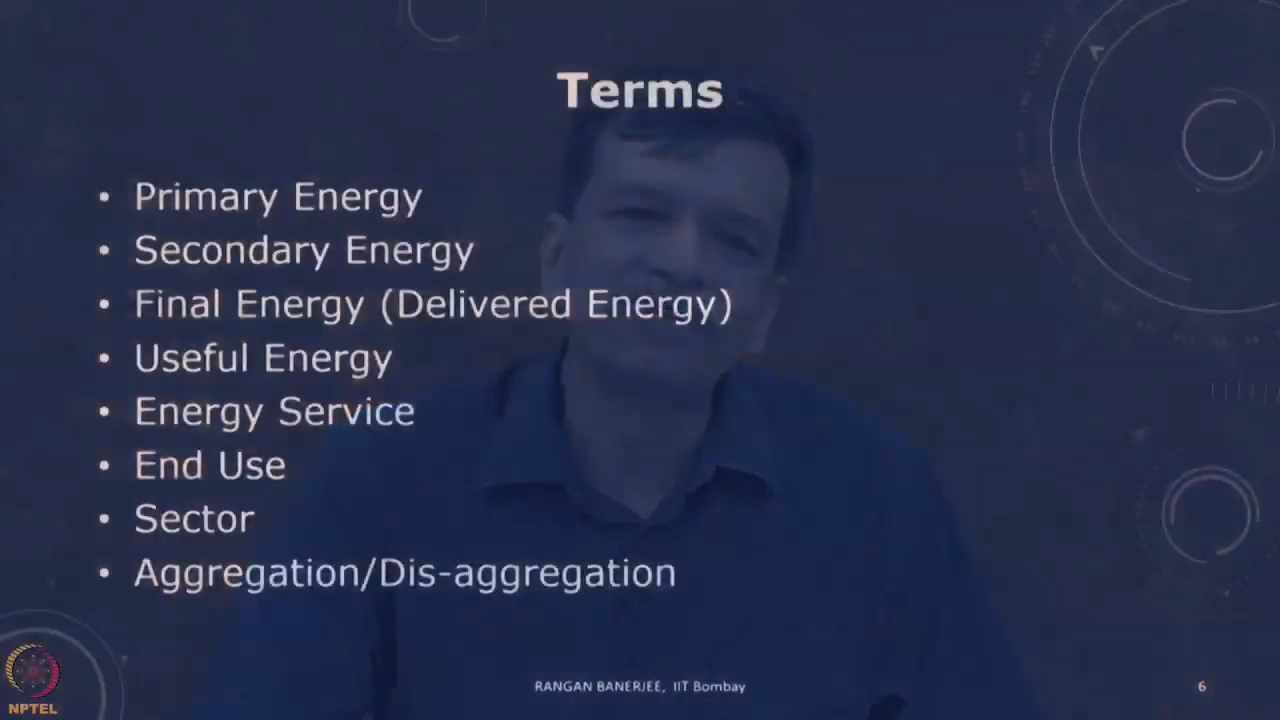 Terms
• Primary Energy
• Secondary Energy
• Final Energy (Delivered Energy)
• Useful Energy
• Energy Service
• End Use
• Sector
• Aggregation/Dis-aggregation
RANGAN BANERJEE, IIT Bombay
6
NPTEL